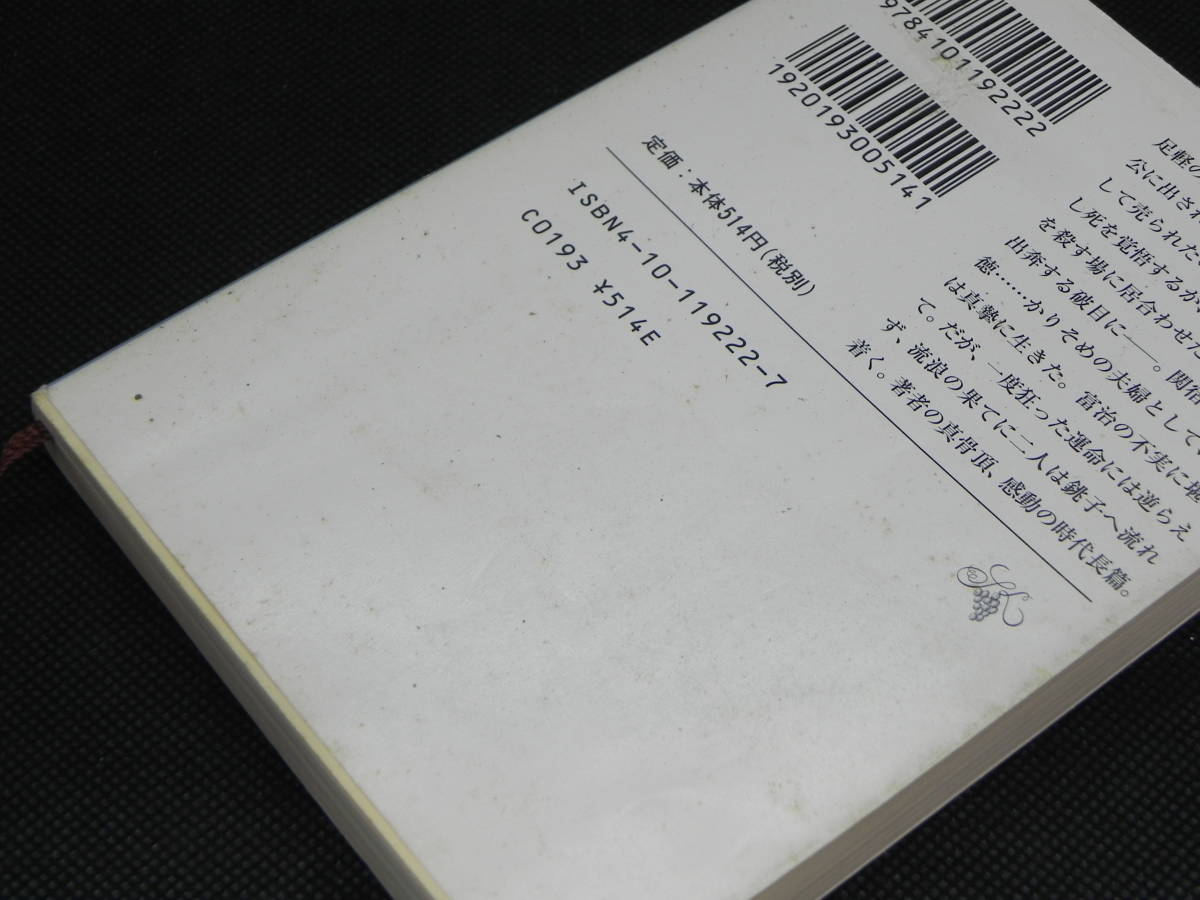 9784101192222
1920193005141
定価：本体514円(税別)
ISBN4-10-119222-7
C0193 ¥514E
足軽の
公に出され
して売られた
し死を覚悟するが
を殺す場に居合わせた
出奔する破目に――。関宿
徳……かりそめの夫婦として
は真摯に生きた。富治の不実に
て。だが、一度狂った運命には逆らえ
ず、流浪の果てに二人は銚子へ流れ
着く。著者の真骨頂、感動の時代長篇。